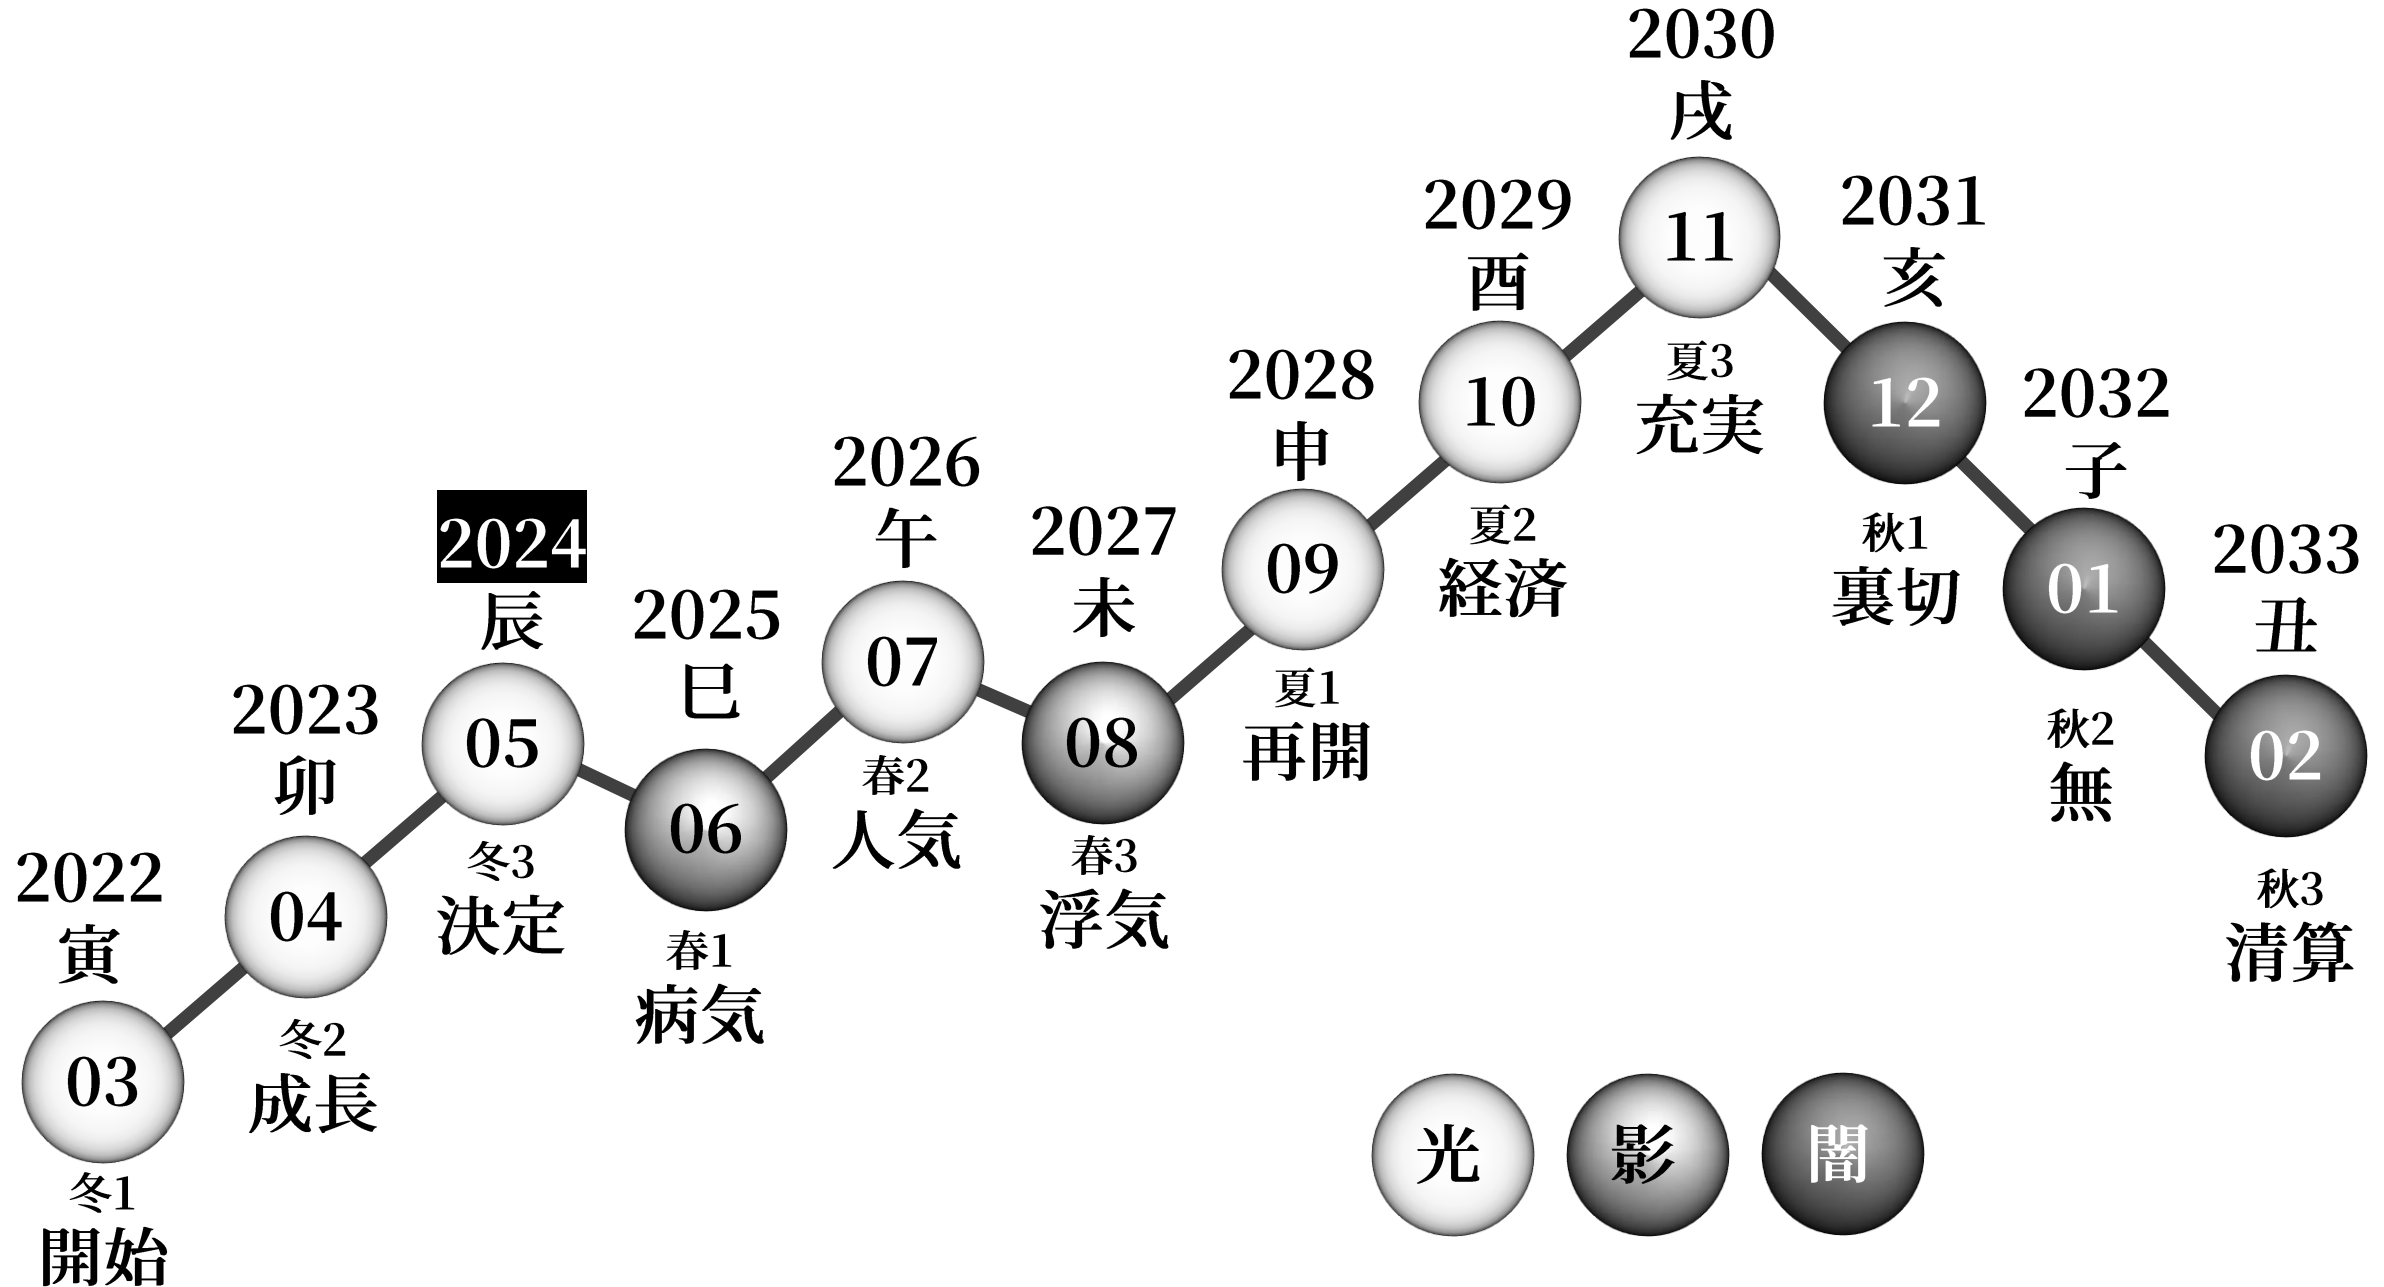 2022
寅
03
冬1
開始
2023
卯
04
冬2
成長
2024
辰
05
冬3
決定
2025
巳
06
春1
病気
2026
午
07
春2
人気
2027
未
08
春3
浮気
2028
申
09
夏1
再開
2029
酉
10
夏2
経済
2030
戌
11
夏3
充実
2031
亥
12
秋1
裏切
2032
子
01
秋2
無
2033
丑
02
秋3
清算
光
影
闇